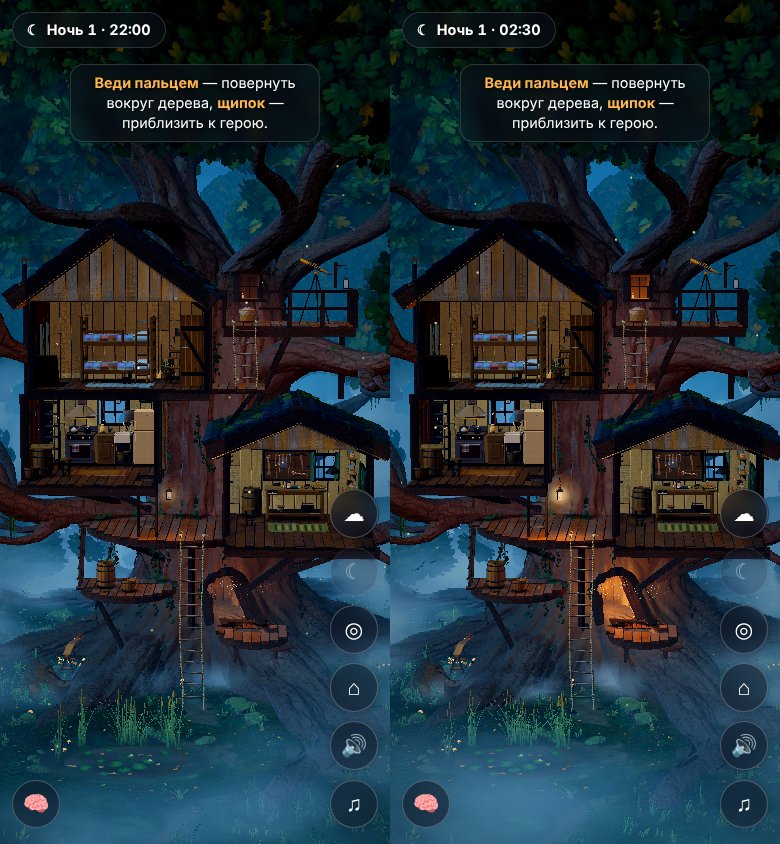 Ночь 1 · 22:00
Веди пальцем — повернуть
вокруг дерева, щипок —
приблизить к герою.
Ночь 1 · 02:30
Веди пальцем — повернуть
вокруг дерева, щипок —
приблизить к герою.